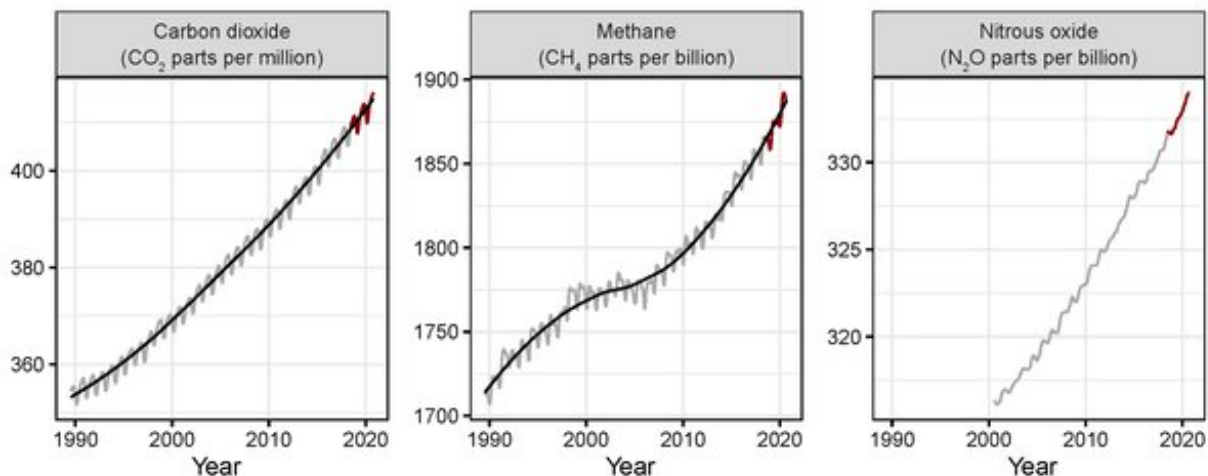 Carbon dioxide
(CO₂ parts per million)
400
380
360
1990 2000 2010 2020
Year
Methane
(CH₄ parts per billion)
1900
1850
1800
1750
1700
1990 2000 2010 2020
Year
Nitrous oxide
(N₂O parts per billion)
330
325
320
1990 2000 2010 2020
Year